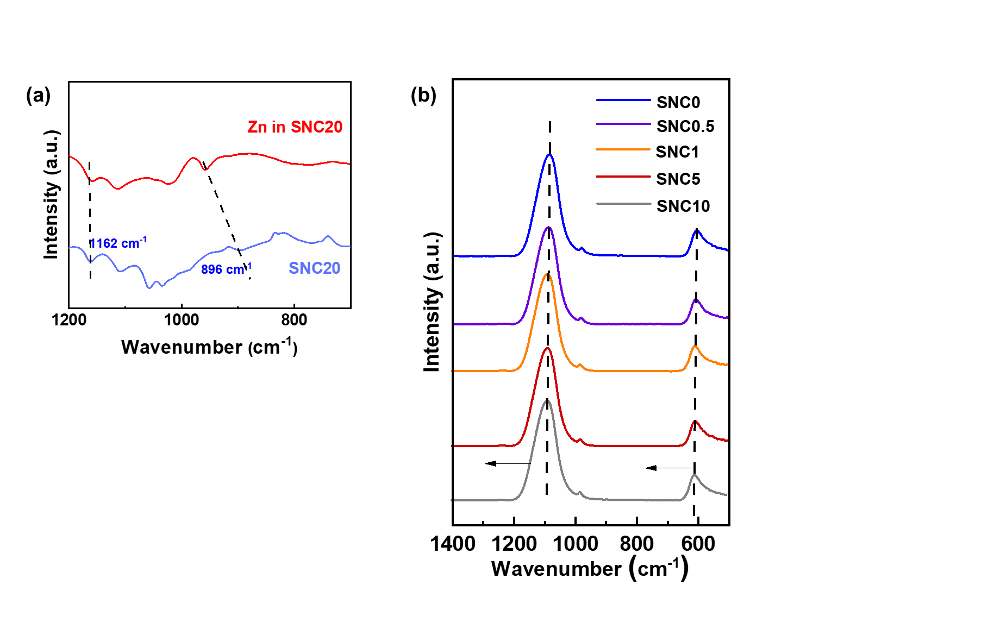 (a)
Intensity (a.u.)
Zn in SNC20
1162 cm-1
896 cm-1
SNC20
1200 1000 800
Wavenumber (cm-1)
(b)
Intensity (a.u.)
SNC0
SNC0.5
SNC1
SNC5
SNC10
1400 1200 1000 800 600
Wavenumber (cm-1)